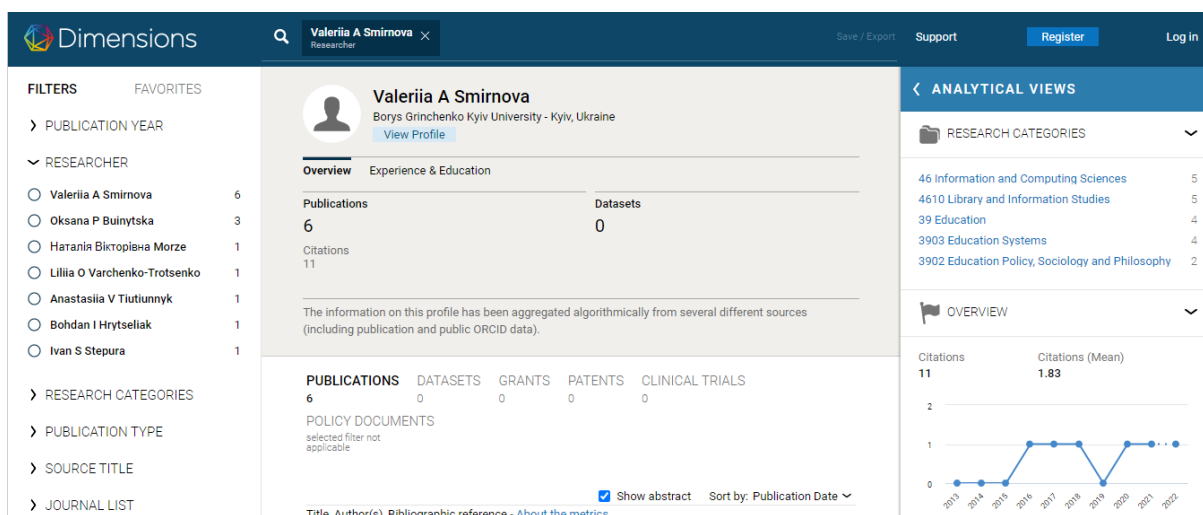 Dimensions
Valeriia A Smirnova
Researcher
Save / Export
Support
Register
Log in
FILTERS
FAVORITES
PUBLICATION YEAR
RESEARCHER
Valeriia A Smirnova 6
Oksana P Buinytska 3
Наталія Вікторівна Morze 1
Liliia O Varchenko-Trotsenko 1
Anastasiia V Tiutiunnyk 1
Bohdan I Hrytseliak 1
Ivan S Stepura 1
RESEARCH CATEGORIES
PUBLICATION TYPE
SOURCE TITLE
JOURNAL LIST
Valeriia A Smirnova
Borys Grinchenko Kyiv University - Kyiv, Ukraine
View Profile
Overview Experience & Education
Publications
6
Citations
11
Datasets
0
The information on this profile has been aggregated algorithmically from several different sources
(including publication and public ORCID data).
PUBLICATIONS DATASETS GRANTS PATENTS CLINICAL TRIALS
6 0 0 0 0
POLICY DOCUMENTS
selected filter not
applicable
Show abstract Sort by: Publication Date
Title, Author(s), Bibliographic reference - About the metrics
ANALYTICAL VIEWS
RESEARCH CATEGORIES
46 Information and Computing Sciences 5
4610 Library and Information Studies 5
39 Education 4
3903 Education Systems 4
3902 Education Policy, Sociology and Philosophy 2
OVERVIEW
Citations
11
Citations (Mean)
1.83
2
1
0
2013 2014 2015 2016 2017 2018 2019 2020 2021 2022